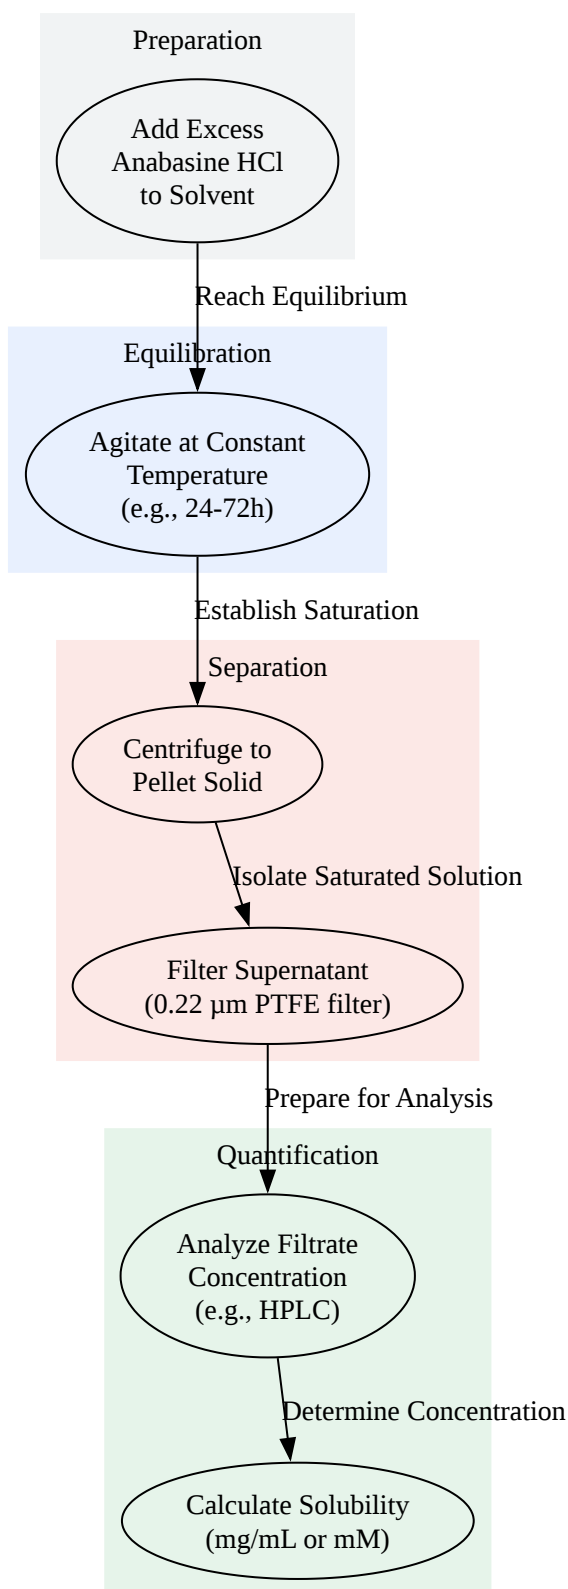 Preparation
Add Excess
Anabasine HCl
to Solvent
Reach Equilibrium
Equilibration
Agitate at Constant
Temperature
(e.g., 24-72h)
Establish Saturation
Separation
Centrifuge to
Pellet Solid
Isolate Saturated Solution
Filter Supernatant
(0.22 µm PTFE filter)
Prepare for Analysis
Quantification
Analyze Filtrate
Concentration
(e.g., HPLC)
Determine Concentration
Calculate Solubility
(mg/mL or mM)